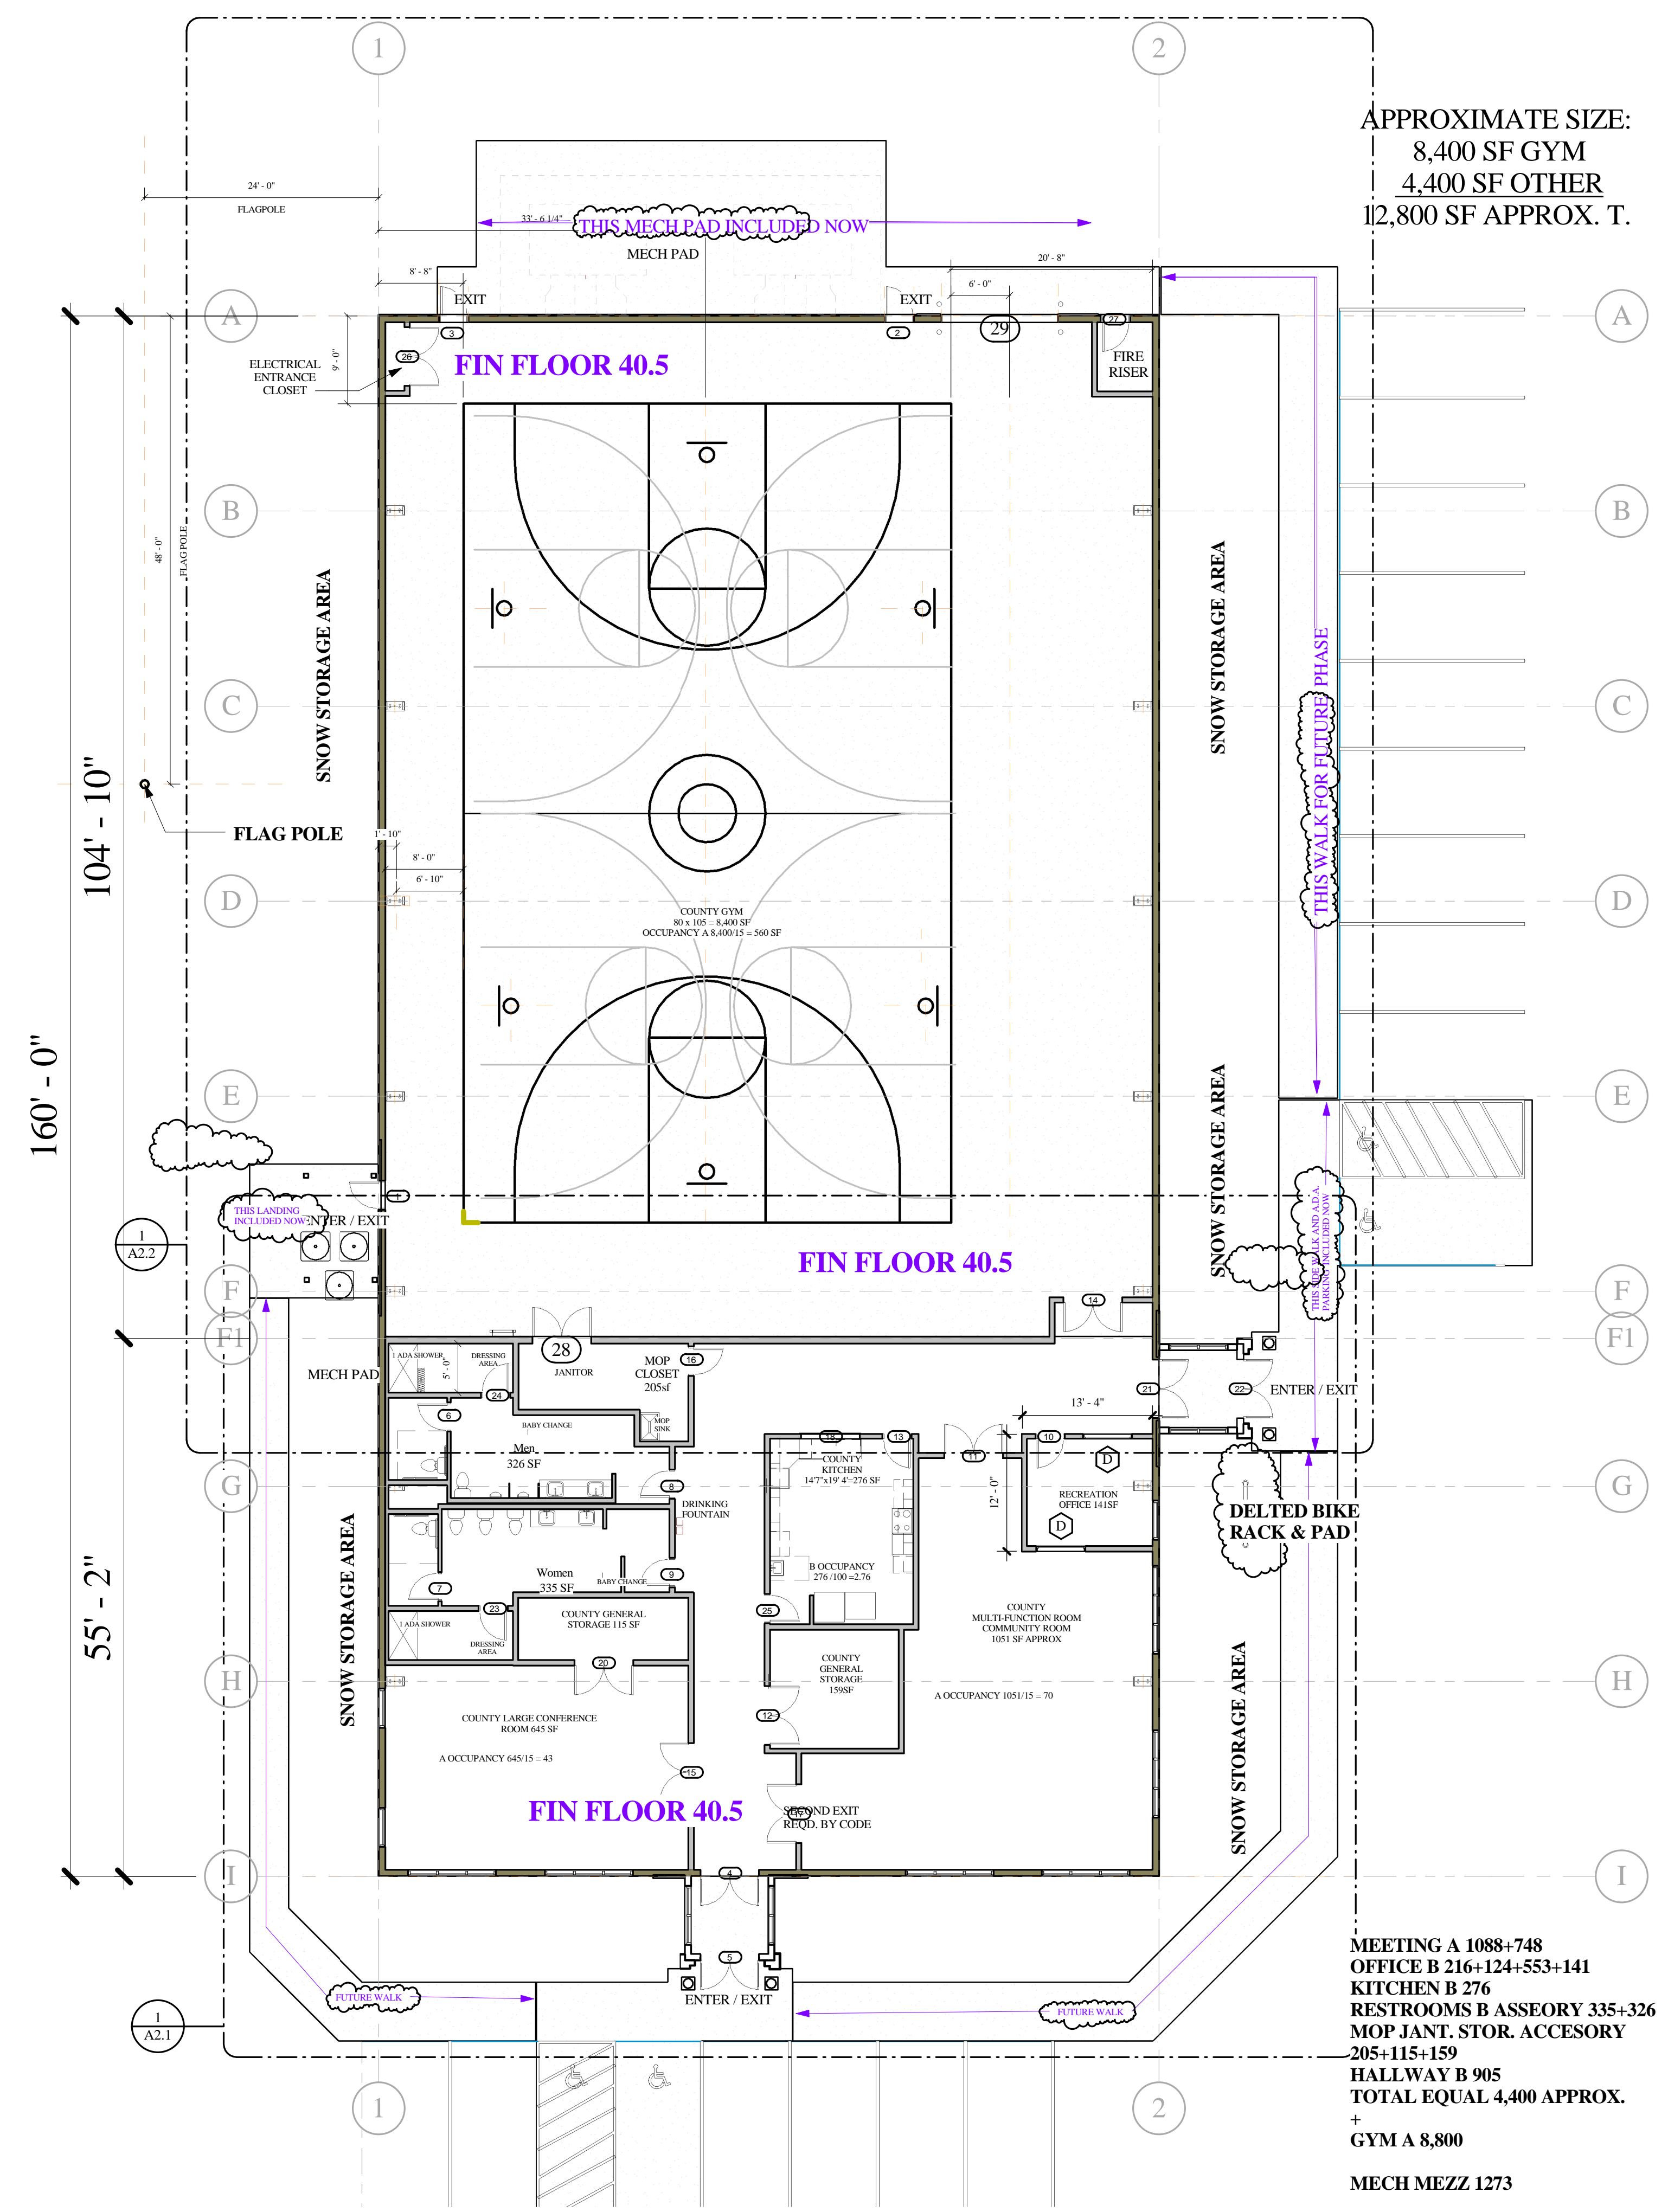 1
2
APPROXIMATE SIZE:
8,400 SF GYM
4,400 SF OTHER
12,800 SF APPROX. T.
24' - 0"
FLAGPOLE
33' - 6 1/4"
THIS MECH PAD INCLUDED NOW
MECH PAD
8' - 8"
20' - 8"
6' - 0"
EXIT
EXIT
A
A
3
2
29
27
26
ELECTRICAL
ENTRANCE
CLOSET
9' - 0"
FIN FLOOR 40.5
FIRE
RISER
B
B
48' - 0"
FLAG POLE
SNOW STORAGE AREA
SNOW STORAGE AREA
THIS WALK FOR FUTURE PHASE
C
C
104' - 10"
FLAG POLE
1' - 10"
8' - 0"
6' - 10"
D
D
COUNTY GYM
80 x 105 = 8,400 SF
OCCUPANCY A 8,400/15 = 560 SF
160' - 0"
E
E
SNOW STORAGE AREA
1
THIS LANDING
INCLUDED NOW
ENTER / EXIT
1
A2.2
THIS SIDE WALK AND A.D.A.
PARKING INCLUDED NOW
FIN FLOOR 40.5
F
F
14
F1
F1
28
JANITOR
MOP
CLOSET
205sf
16
1 ADA SHOWER
5' - 0"
DRESSING
AREA
24
MECH PAD
21
22
ENTER / EXIT
13' - 4"
6
BABY CHANGE
MOP
SINK
Men
326 SF
18
13
11
10
D
COUNTY
KITCHEN
14'7"x19' 4'=276 SF
G
G
8
12' - 0"
RECREATION
OFFICE 141SF
D
DRINKING
FOUNTAIN
DELTED BIKE
RACK & PAD
55' - 2"
SNOW STORAGE AREA
Women
335 SF
BABY CHANGE
7
9
B OCCUPANCY
276 /100 =2.76
23
25
1 ADA SHOWER
DRESSING
AREA
COUNTY GENERAL
STORAGE 115 SF
COUNTY
MULTI-FUNCTION ROOM
COMMUNITY ROOM
1051 SF APPROX
20
COUNTY
GENERAL
STORAGE
159SF
H
H
A OCCUPANCY 1051/15 = 70
SNOW STORAGE AREA
12
COUNTY LARGE CONFERENCE
ROOM 645 SF
A OCCUPANCY 645/15 = 43
15
FIN FLOOR 40.5
SECOND EXIT
REQD. BY CODE
I
I
4
5
ENTER / EXIT
FUTURE WALK
FUTURE WALK
1
A2.1
1
2
MEETING A 1088+748
OFFICE B 216+124+553+141
KITCHEN B 276
RESTROOMS B ASSEORY 335+326
MOP JANT. STOR. ACCESORY
205+115+159
HALLWAY B 905
TOTAL EQUAL 4,400 APPROX.
+
GYM A 8,800
MECH MEZZ 1273